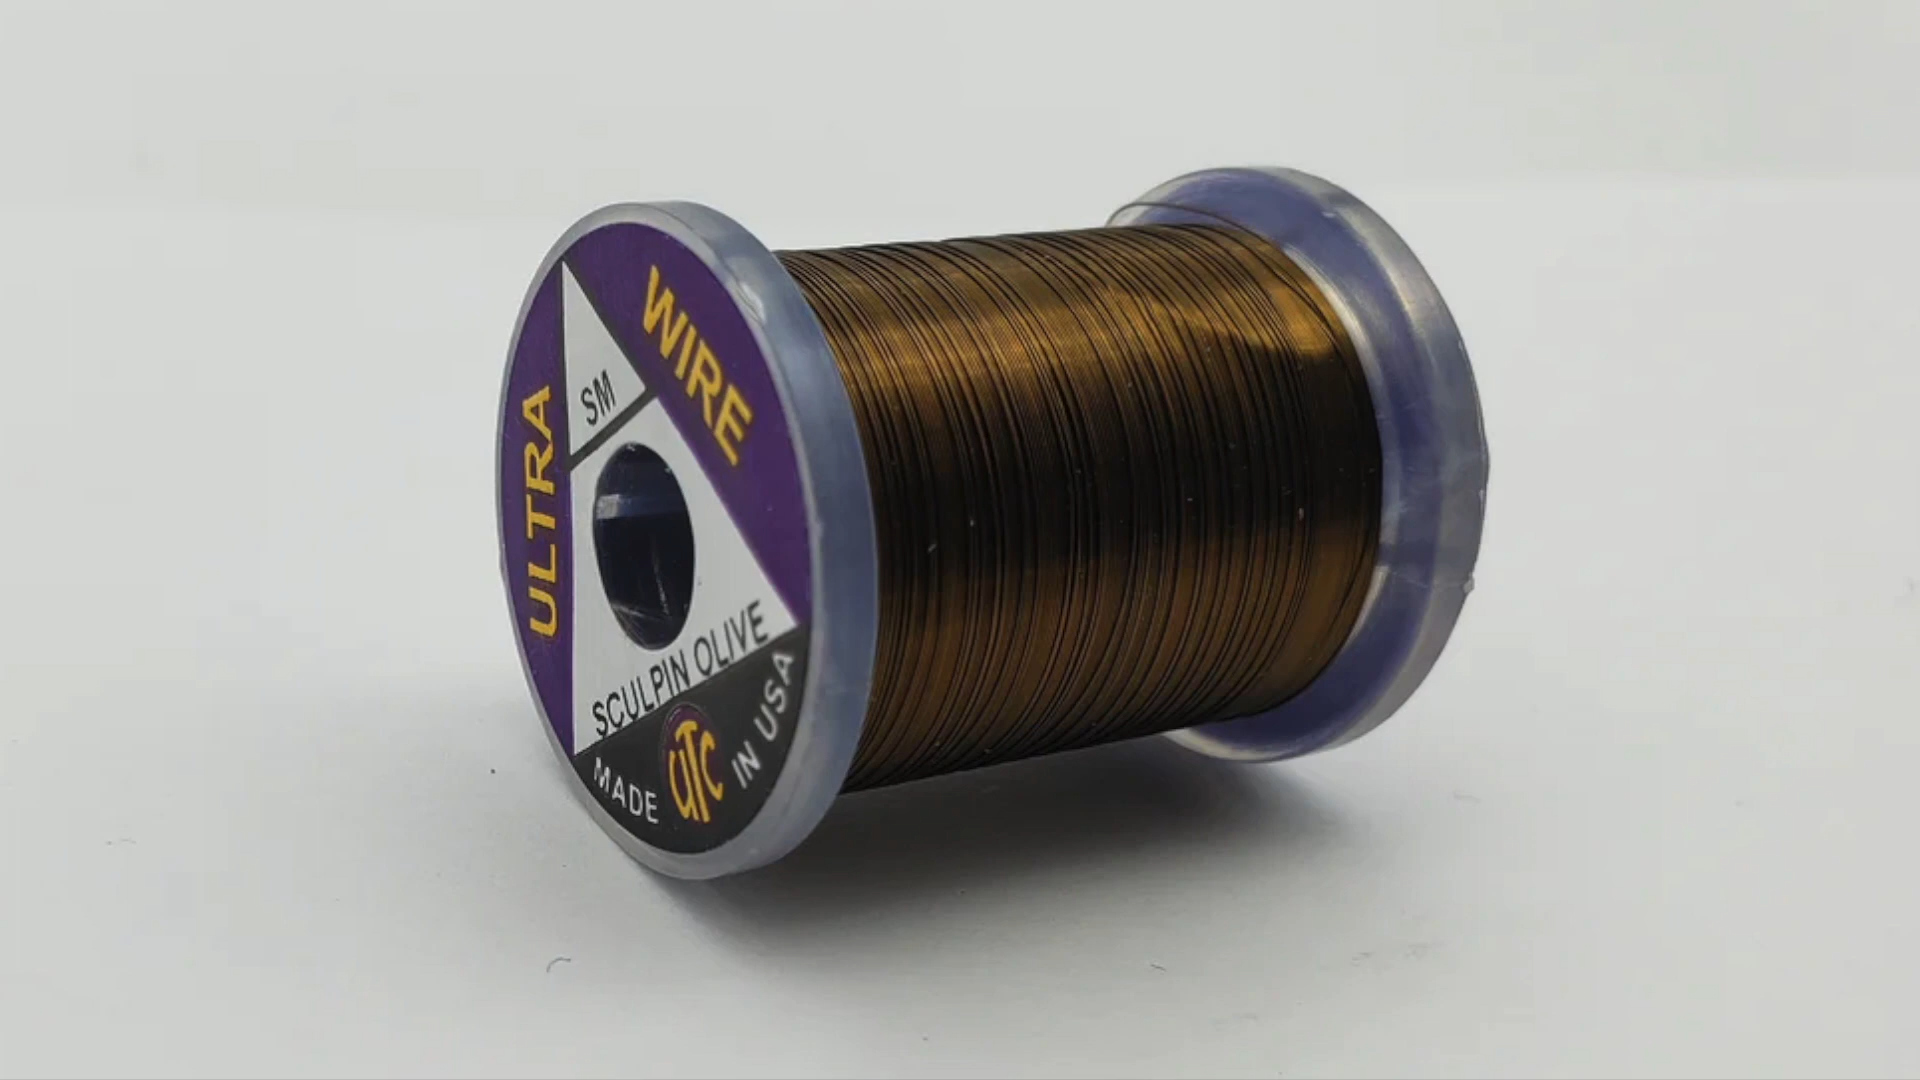 ULTRA
WIRE
SM
SCULPIN OLIVE
MADE
UTC
IN USA